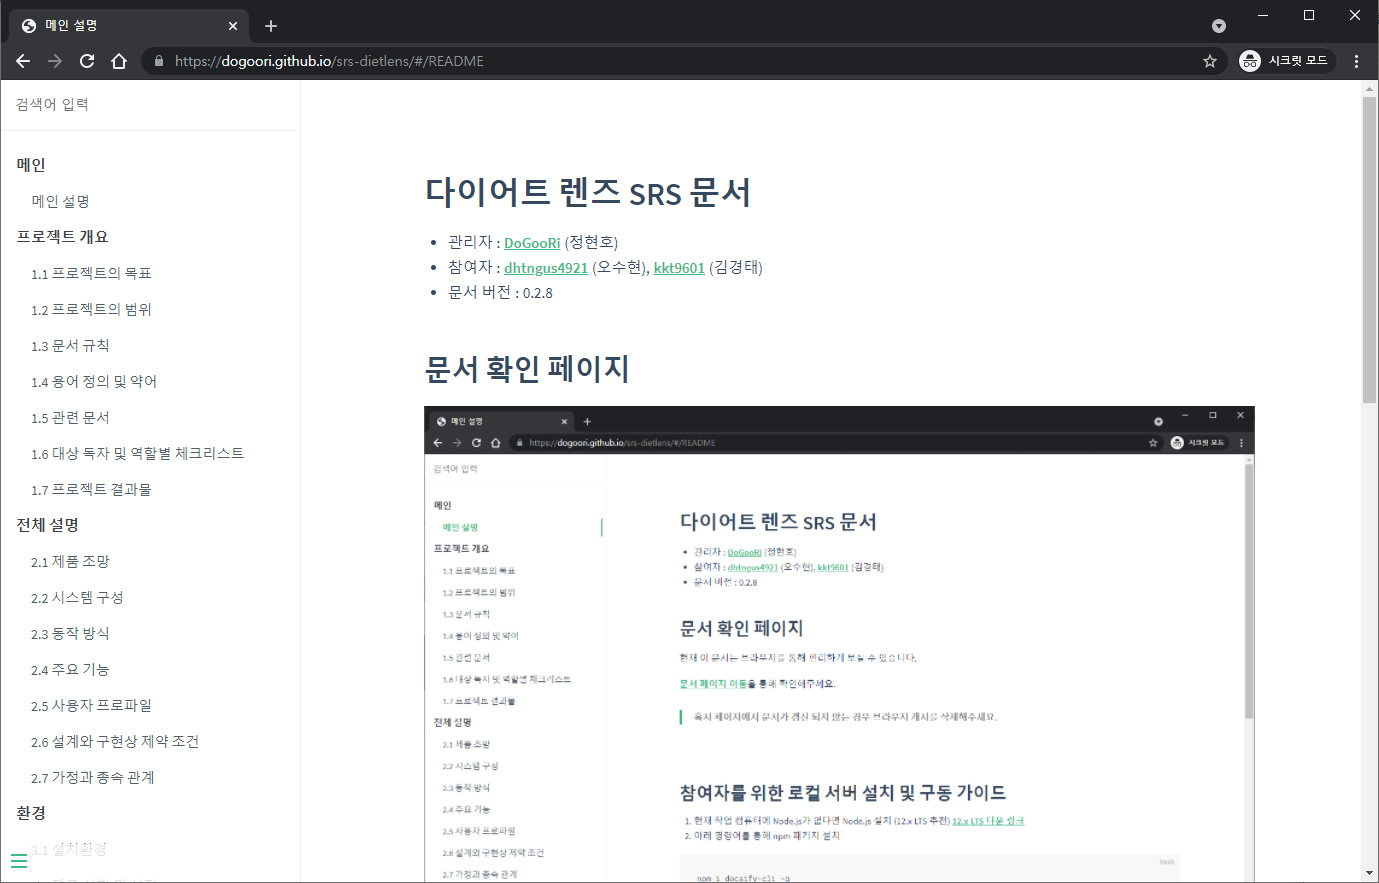 메인 설명
https://dogoori.github.io/srs-dietlens/#/README
시크릿 모드
검색어 입력
메인
메인 설명
프로젝트 개요
1.1 프로젝트의 목표
1.2 프로젝트의 범위
1.3 문서 규칙
1.4 용어 정의 및 약어
1.5 관련 문서
1.6 대상 독자 및 역할별 체크리스트
1.7 프로젝트 결과물
전체 설명
2.1 제품 조망
2.2 시스템 구성
2.3 동작 방식
2.4 주요 기능
2.5 사용자 프로파일
2.6 설계와 구현상 제약 조건
2.7 가정과 종속 관계
환경
3.1 설치환경
다이어트 렌즈 SRS 문서
관리자 : DoGooRi (정현호)
참여자 : dhtngus4921 (오수현), kkt9601 (김경태)
문서 버전 : 0.2.8
문서 확인 페이지
메인 설명
https://dogoori.github.io/srs-dietlens/#/README
시크릿 모드
검색어 입력
메인
메인 설명
프로젝트 개요
1.1 프로젝트의 목표
1.2 프로젝트의 범위
1.3 문서 규칙
1.4 용어 정의 및 약어
1.5 관련 문서
1.6 대상 독자 및 역할별 체크리스트
1.7 프로젝트 결과물
전체 설명
2.1 제품 조망
2.2 시스템 구성
2.3 동작 방식
2.4 주요 기능
2.5 사용자 프로파일
2.6 설계와 구현상 제약 조건
2.7 가정과 종속 관계
다이어트 렌즈 SRS 문서
관리자 : DoGooRi (정현호)
참여자 : dhtngus4921 (오수현), kkt9601 (김경태)
문서 버전 : 0.2.8
문서 확인 페이지
현재 이 문서는 브라우저를 통해 편리하게 보실 수 있습니다.
문서 페이지 이동을 통해 확인해주세요.
혹시 페이지에서 문서가 갱신 되지 않는 경우 브라우저 캐시를 삭제해주세요.
참여자를 위한 로컬 서버 설치 및 구동 가이드
1. 현재 작업 컴퓨터에 Node.js가 없다면 Node.js 설치 (12.x LTS 추천) 12.x LTS 다운 링크
2. 아래 명령어를 통해 npm 패키지 설치
bash
npm i docsify-cli -g